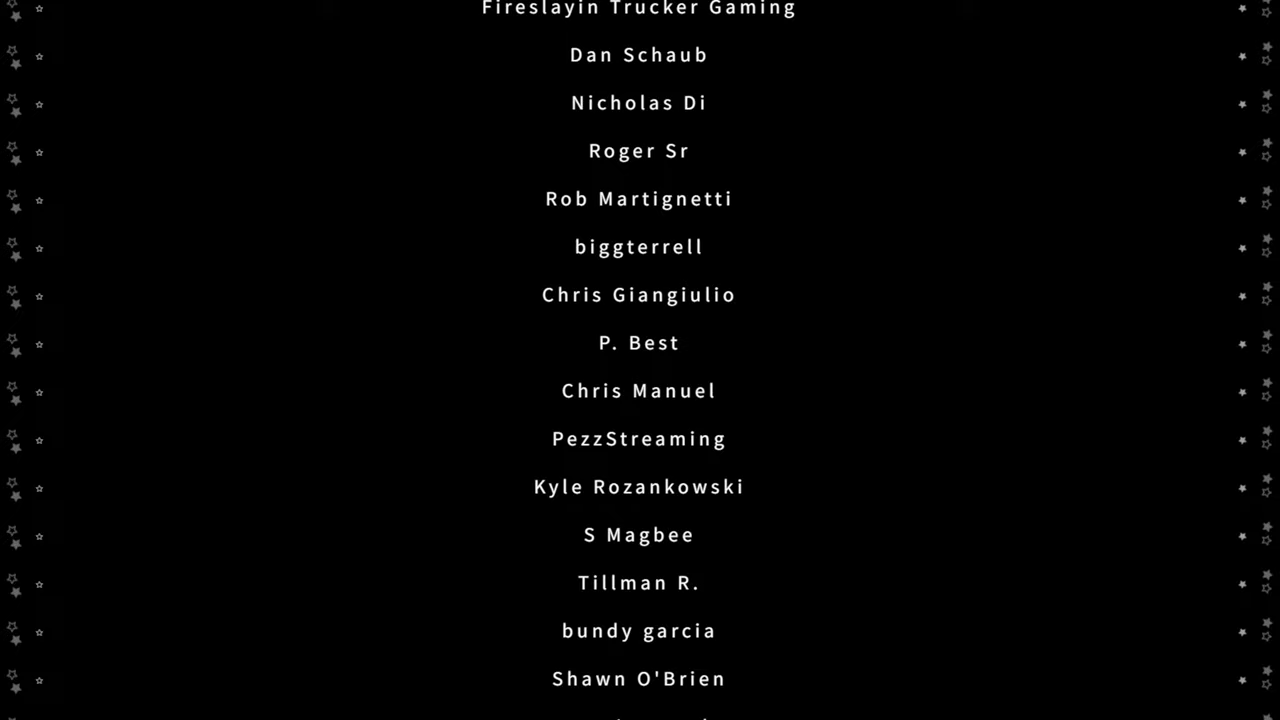 Fireslayin Trucker Gaming
Dan Schaub
Nicholas Di
Roger Sr
Rob Martignetti
biggterrell
Chris Giangiulio
P. Best
Chris Manuel
PezzStreaming
Kyle Rozankowski
S Magbee
Tillman R.
bundy garcia
Shawn O'Brien